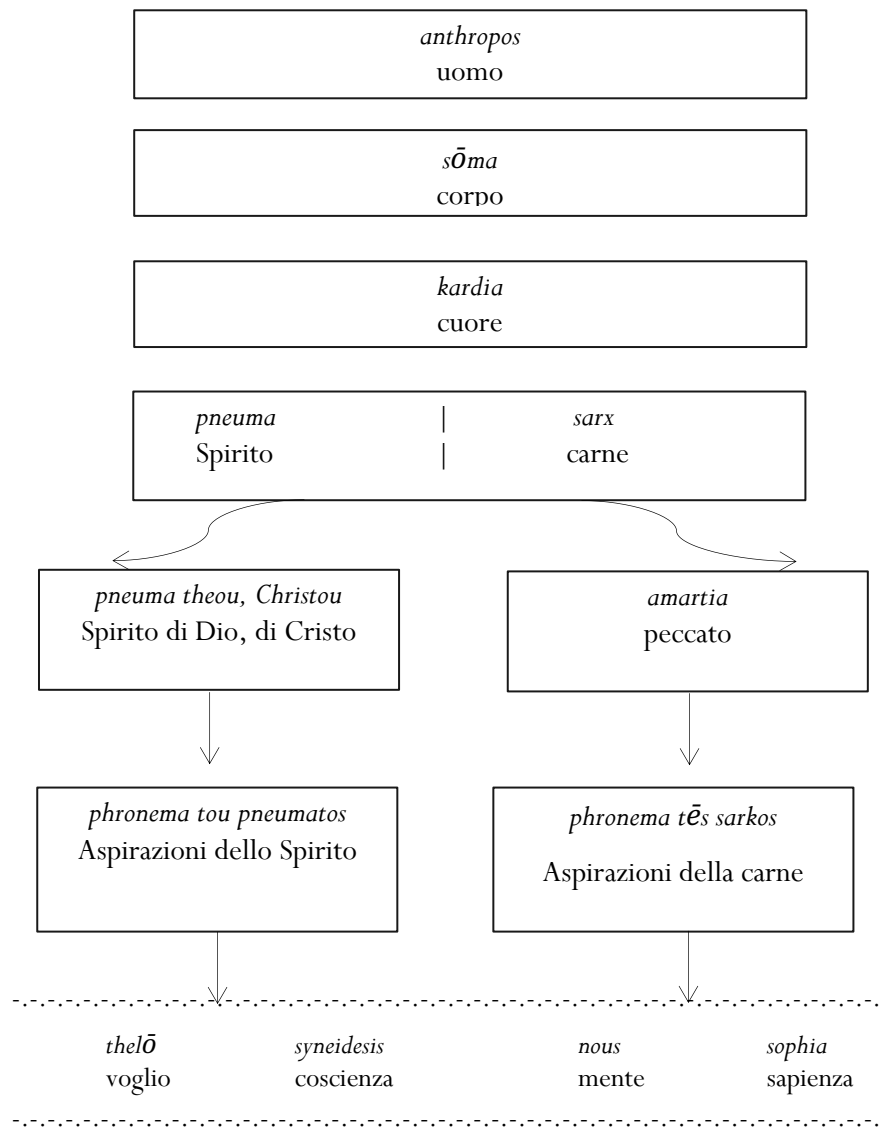 anthropos
uomo
sōma
corpo
kardia
cuore
pneuma | sarx
Spirito | carne
pneuma theou, Christou
Spirito di Dio, di Cristo
amartia
peccato
phronema tou pneumatos
Aspirazioni dello Spirito
phronema tēs sarkos
Aspirazioni della carne
thelō syneidesis nous sophia
voglio coscienza mente sapienza